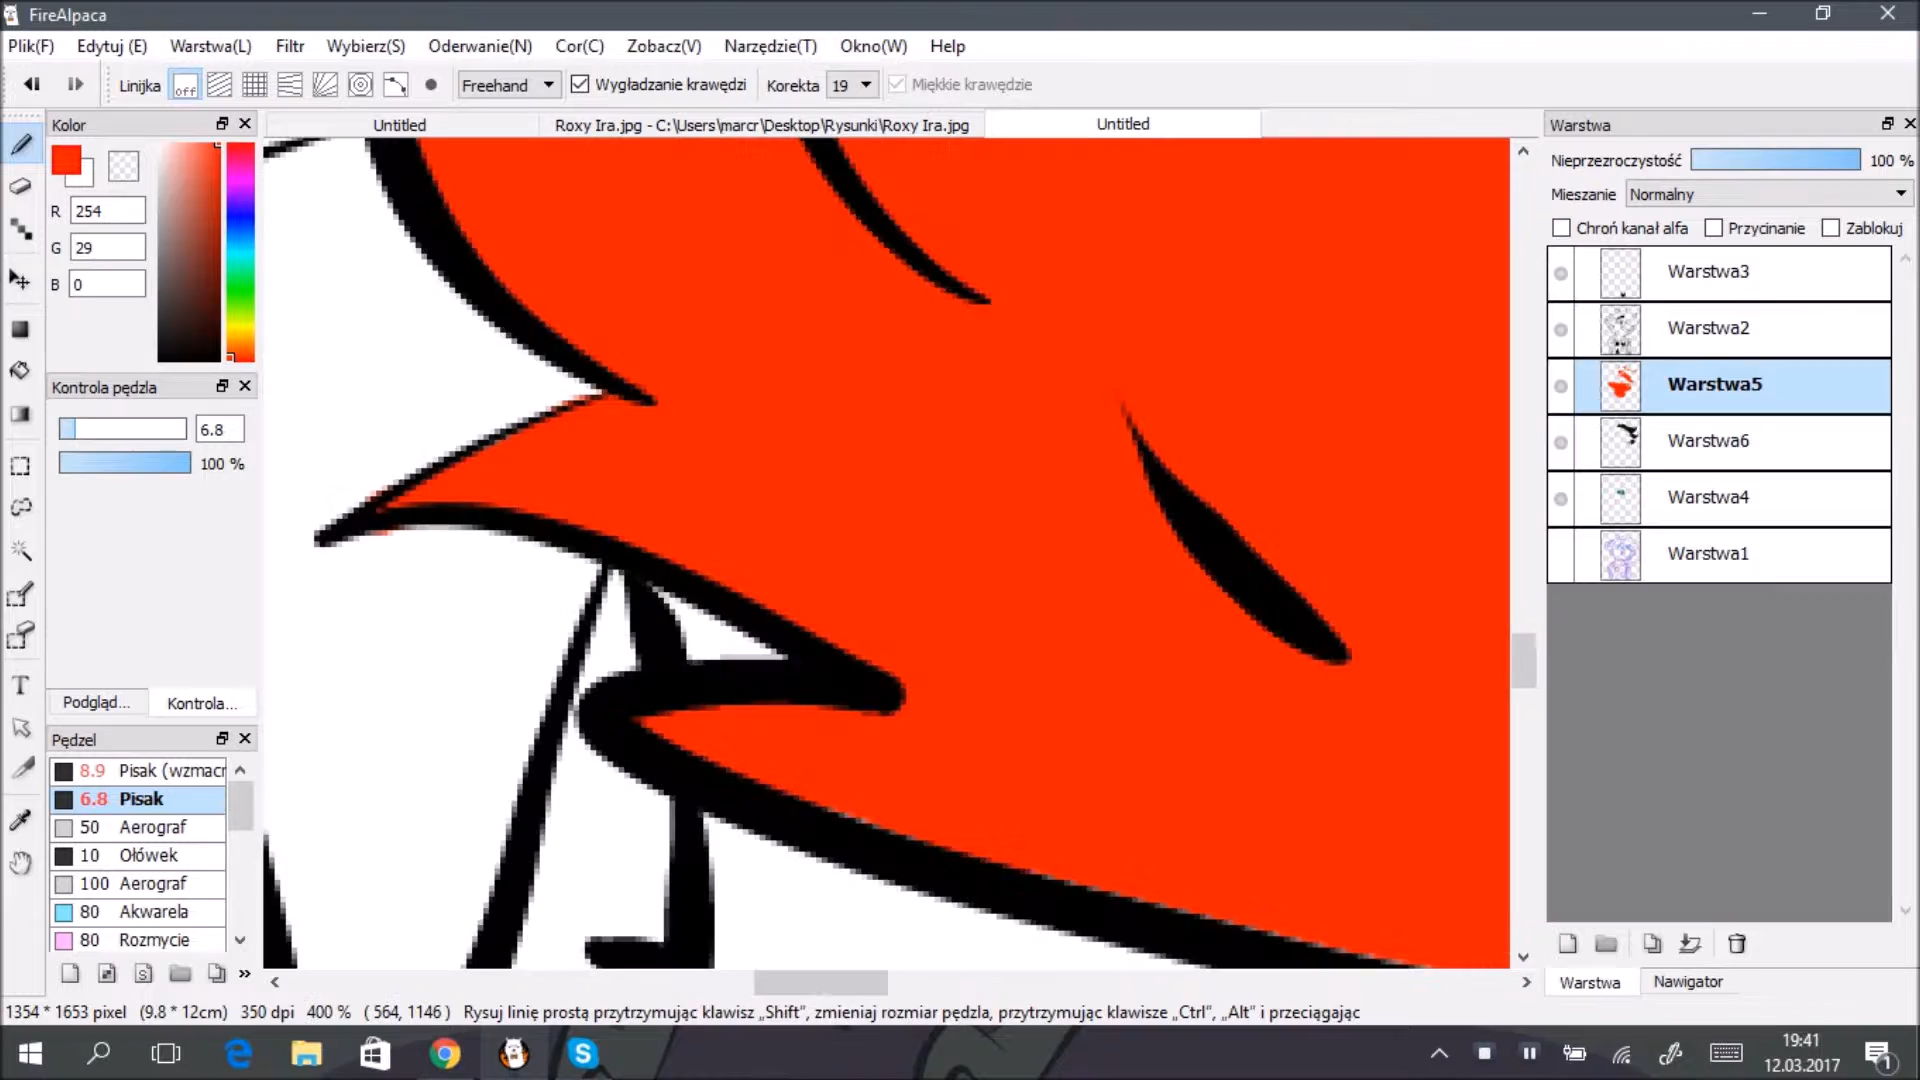 FireAlpaca
Plik(F) Edytuj (E) Warstwa(L) Filtr Wybierz(S) Oderwanie(N) Cor(C) Zobacz(V) Narzędzie(T) Okno(W) Help
Linijka off Freehand Wygładzanie krawędzi Korekta 19 Miękkie krawędzie
Kolor Untitled Roxy Ira.jpg - C:\Users\marcr\Desktop\Rysunki\Roxy Ira.jpg Untitled Warstwa
Nieprzezroczystość 100 %
Mieszanie Normalny
Chroń kanał alfa Przycinanie Zablokuj
R 254
G 29
B 0
Warstwa3
Warstwa2
Warstwa5
Warstwa6
Warstwa4
Warstwa1
Kontrola pędzla
6.8
100 %
Podgląd... Kontrola...
Pędzel
8.9 Pisak (wzmacr
6.8 Pisak
50 Aerograf
10 Ołówek
100 Aerograf
80 Akwarela
80 Rozmycie
S
Warstwa Nawigator
1354 * 1653 pixel (9.8 * 12cm) 350 dpi 400 % ( 564, 1146 ) Rysuj linię prostą przytrzymując klawisz „Shift”, zmieniaj rozmiar pędzla, przytrzymując klawisze „Ctrl”, „Alt” i przeciągając
19:41
12.03.2017
1